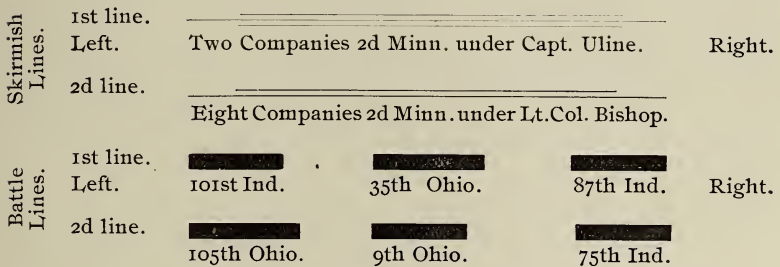 Skirmish Lines.
1st line.
Left. Two Companies 2d Minn. under Capt. Uline. Right.
2d line.
Eight Companies 2d Minn. under Lt. Col. Bishop.
Battle Lines.
1st line.
Left. 101st Ind. 35th Ohio. 87th Ind. Right.
2d line.
105th Ohio. 9th Ohio. 75th Ind.